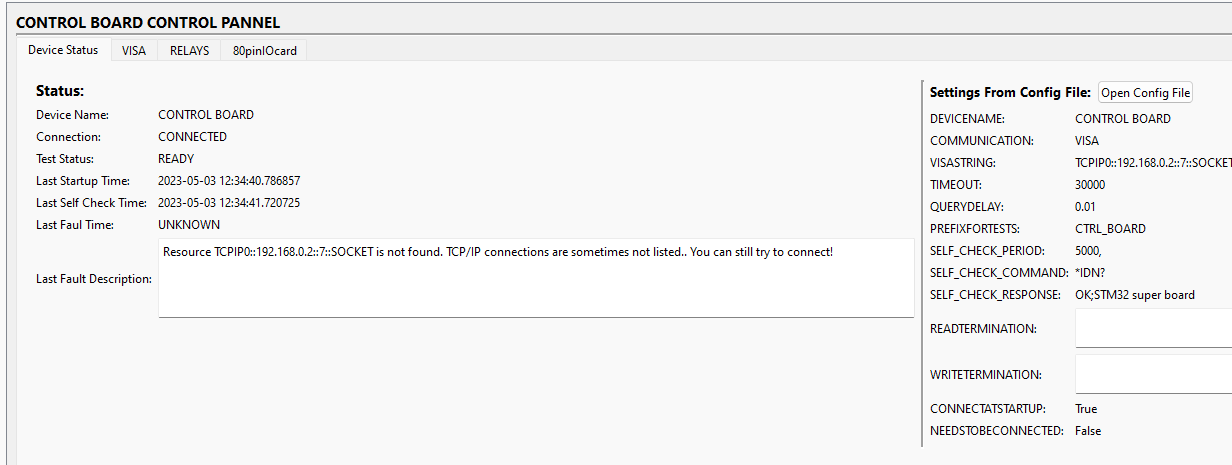 CONTROL BOARD CONTROL PANNEL
Device Status VISA RELAYS 80pinIOcard
Status:
Device Name: CONTROL BOARD
Connection: CONNECTED
Test Status: READY
Last Startup Time: 2023-05-03 12:34:40.786857
Last Self Check Time: 2023-05-03 12:34:41.720725
Last Faul Time: UNKNOWN
Last Fault Description: Resource TCPIP0::192.168.0.2::7::SOCKET is not found. TCP/IP connections are sometimes not listed.. You can still try to connect!
Settings From Config File: Open Config File
DEVICENAME: CONTROL BOARD
COMMUNICATION: VISA
VISASTRING: TCPIP0::192.168.0.2::7::SOCKET
TIMEOUT: 30000
QUERYDELAY: 0.01
PREFIXFORTESTS: CTRL_BOARD
SELF_CHECK_PERIOD: 5000,
SELF_CHECK_COMMAND: *IDN?
SELF_CHECK_RESPONSE: OK;STM32 super board
READTERMINATION:
WRITETERMINATION:
CONNECTATSTARTUP: True
NEEDSTOBECONNECTED: False